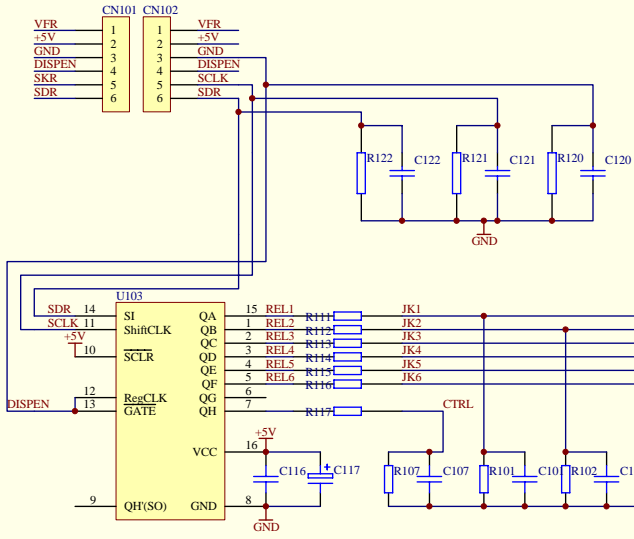 CN101 CN102
VFR 1 1 VFR
+5V 2 2 +5V
GND 3 3 GND
DISPEN 4 4 DISPEN
SKR 5 5 SCLK
SDR 6 6 SDR
R122 C122 R121 C121 R120 C120
GND
U103
SDR 14 SI QA 15 REL1 R111 JK1
SCLK 11 ShiftCLK QB 1 REL2 R112 JK2
+5V QC 2 REL3 R113 JK3
10 SCLR QD 3 REL4 R114 JK4
QE 4 REL5 R115 JK5
QF 5 REL6 R116 JK6
12 RegCLK QG 6
DISPEN 13 GATE QH 7 R117 CTRL
+5V
VCC 16
C116 C117 R107 C107 R101 C101 R102
9 QH'(SO) GND 8
GND